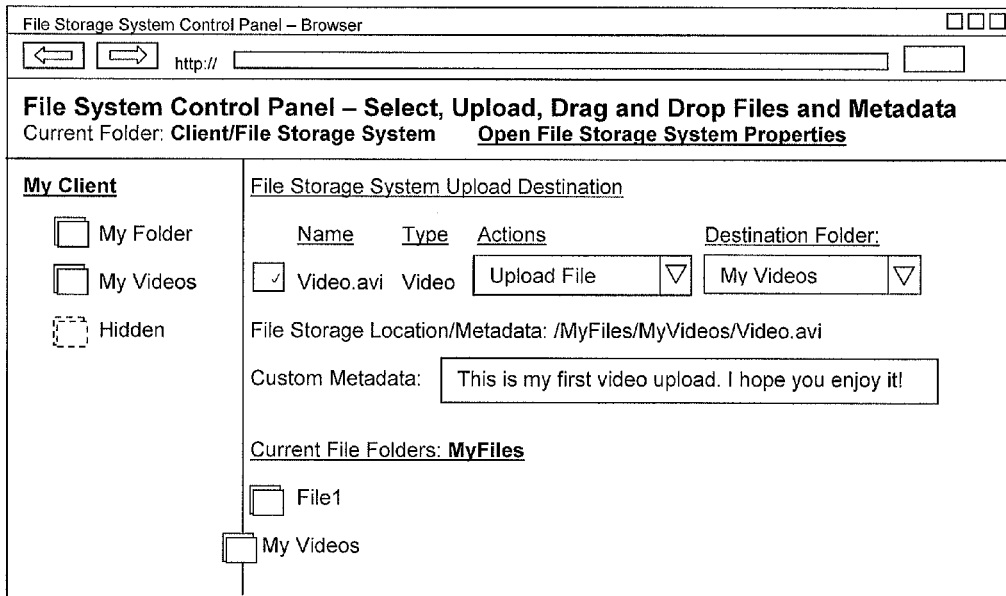 File Storage System Control Panel – Browser
http://
File System Control Panel – Select, Upload, Drag and Drop Files and Metadata
Current Folder: Client/File Storage System Open File Storage System Properties
My Client
My Folder
My Videos
Hidden
File Storage System Upload Destination
Name Type Actions Destination Folder:
Video.avi Video Upload File My Videos
File Storage Location/Metadata: /MyFiles/MyVideos/Video.avi
Custom Metadata: This is my first video upload. I hope you enjoy it!
Current File Folders: MyFiles
File1
My Videos